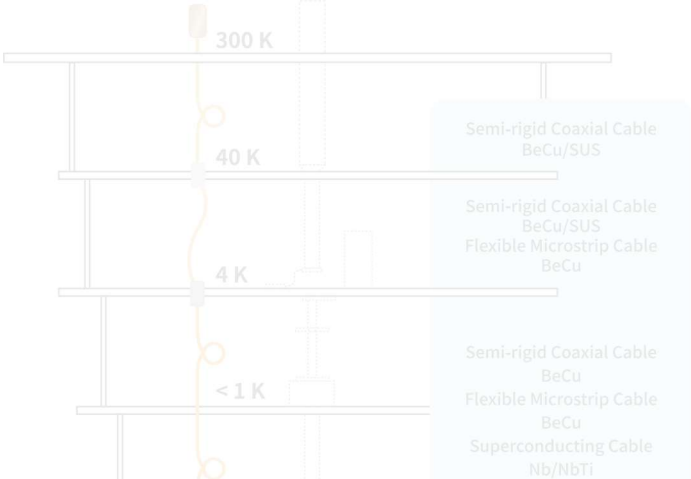 300 K
Semi-rigid Coaxial Cable
BeCu/SUS
40 K
Semi-rigid Coaxial Cable
BeCu/SUS
Flexible Microstrip Cable
BeCu
4 K
Semi-rigid Coaxial Cable
BeCu
< 1 K
Flexible Microstrip Cable
BeCu
Superconducting Cable
Nb/NbTi